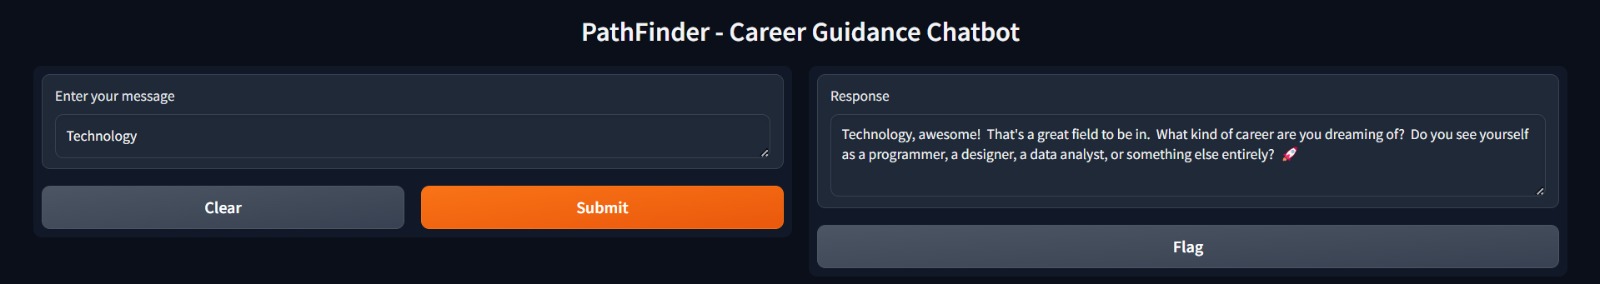 PathFinder - Career Guidance Chatbot
Enter your message
Technology
Clear
Submit
Response
Technology, awesome!  That's a great field to be in.  What kind of career are you dreaming of?  Do you see yourself
as a programmer, a designer, a data analyst, or something else entirely? 🚀
Flag